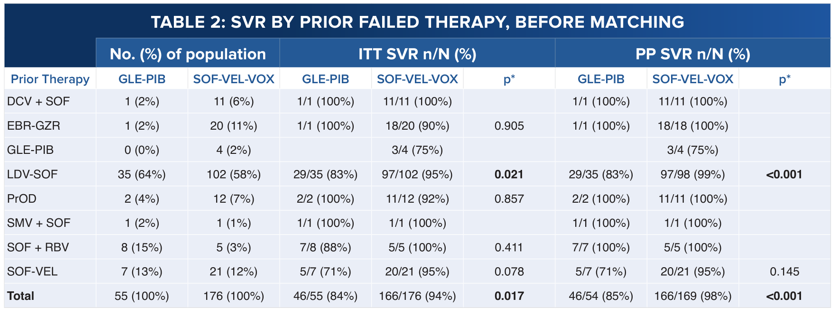 TABLE 2: SVR BY PRIOR FAILED THERAPY, BEFORE MATCHING
No. (%) of population ITT SVR n/N (%) PP SVR n/N (%)
Prior Therapy GLE-PIB SOF-VEL-VOX GLE-PIB SOF-VEL-VOX p* GLE-PIB SOF-VEL-VOX p*
DCV + SOF 1 (2%) 11 (6%) 1/1 (100%) 11/11 (100%) 1/1 (100%) 11/11 (100%)
EBR-GZR 1 (2%) 20 (11%) 1/1 (100%) 18/20 (90%) 0.905 1/1 (100%) 18/18 (100%)
GLE-PIB 0 (0%) 4 (2%) 3/4 (75%) 3/4 (75%)
LDV-SOF 35 (64%) 102 (58%) 29/35 (83%) 97/102 (95%) 0.021 29/35 (83%) 97/98 (99%) <0.001
PrOD 2 (4%) 12 (7%) 2/2 (100%) 11/12 (92%) 0.857 2/2 (100%) 11/11 (100%)
SMV + SOF 1 (2%) 1 (1%) 1/1 (100%) 1/1 (100%) 1/1 (100%) 1/1 (100%)
SOF + RBV 8 (15%) 5 (3%) 7/8 (88%) 5/5 (100%) 0.411 7/7 (100%) 5/5 (100%)
SOF-VEL 7 (13%) 21 (12%) 5/7 (71%) 20/21 (95%) 0.078 5/7 (71%) 20/21 (95%) 0.145
Total 55 (100%) 176 (100%) 46/55 (84%) 166/176 (94%) 0.017 46/54 (85%) 166/169 (98%) <0.001